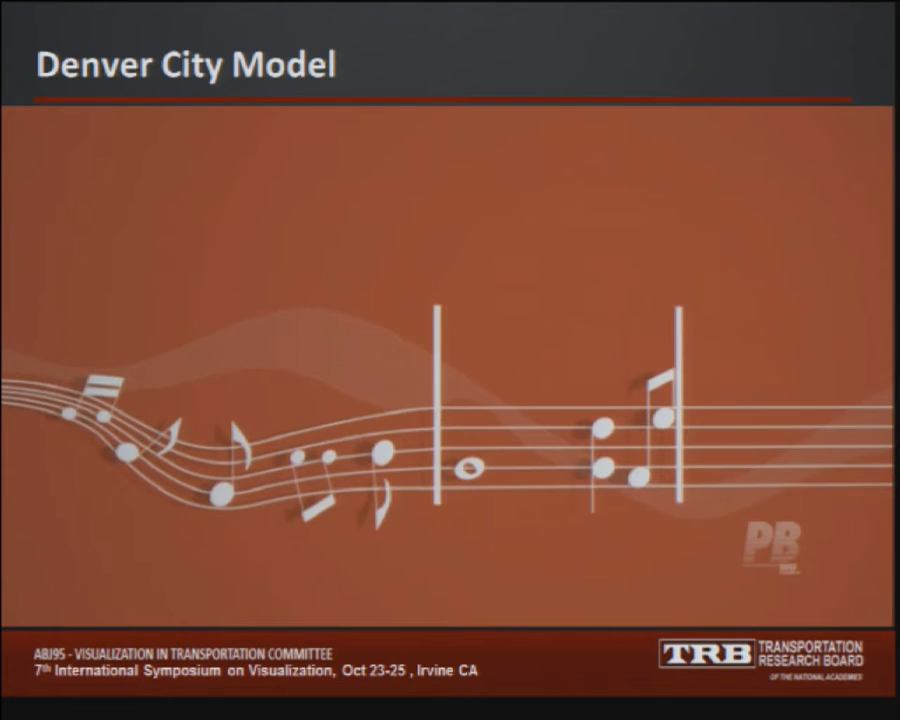 Denver City Model
PB
ABJ95 - VISUALIZATION IN TRANSPORTATION COMMITTEE
7th International Symposium on Visualization, Oct 23-25 , Irvine CA
TRB
TRANSPORTATION
RESEARCH BOARD
OF THE NATIONAL ACADEMIES